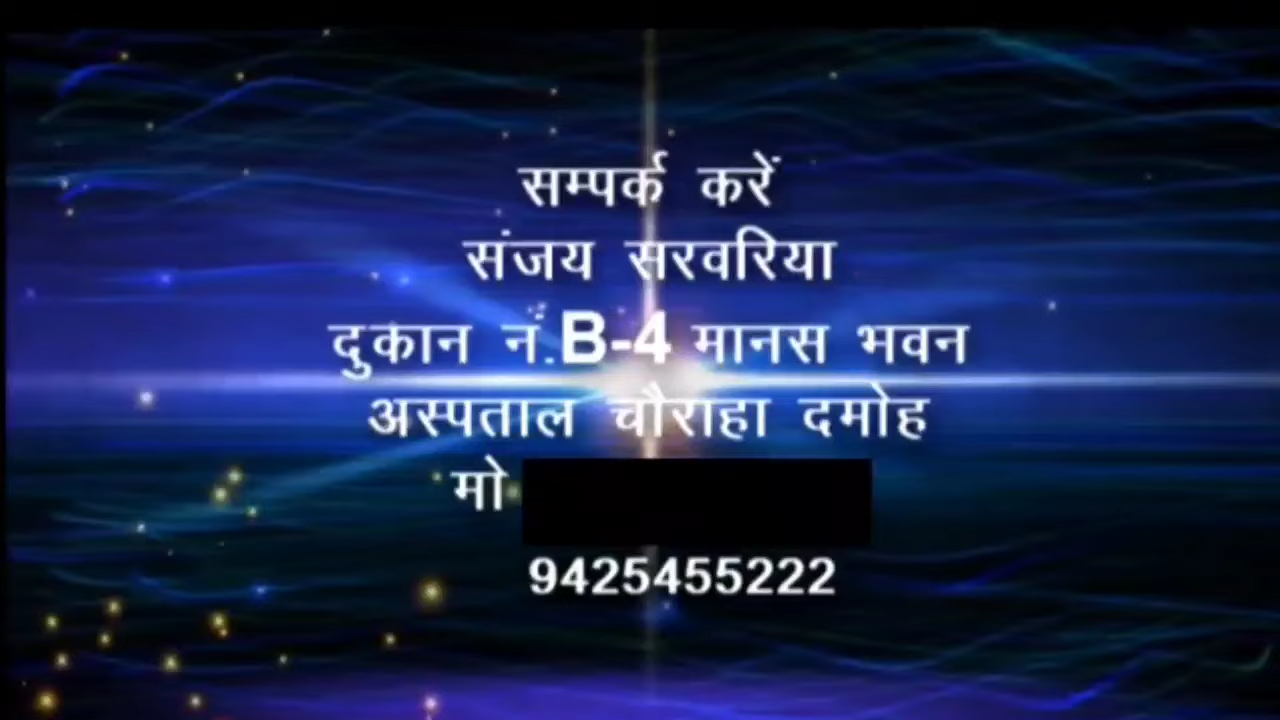 सम्पर्क करें
संजय सरवरिया
दुकान नं.B-4 मानस भवन
अस्पताल चौराहा दमोह
मो
9425455222